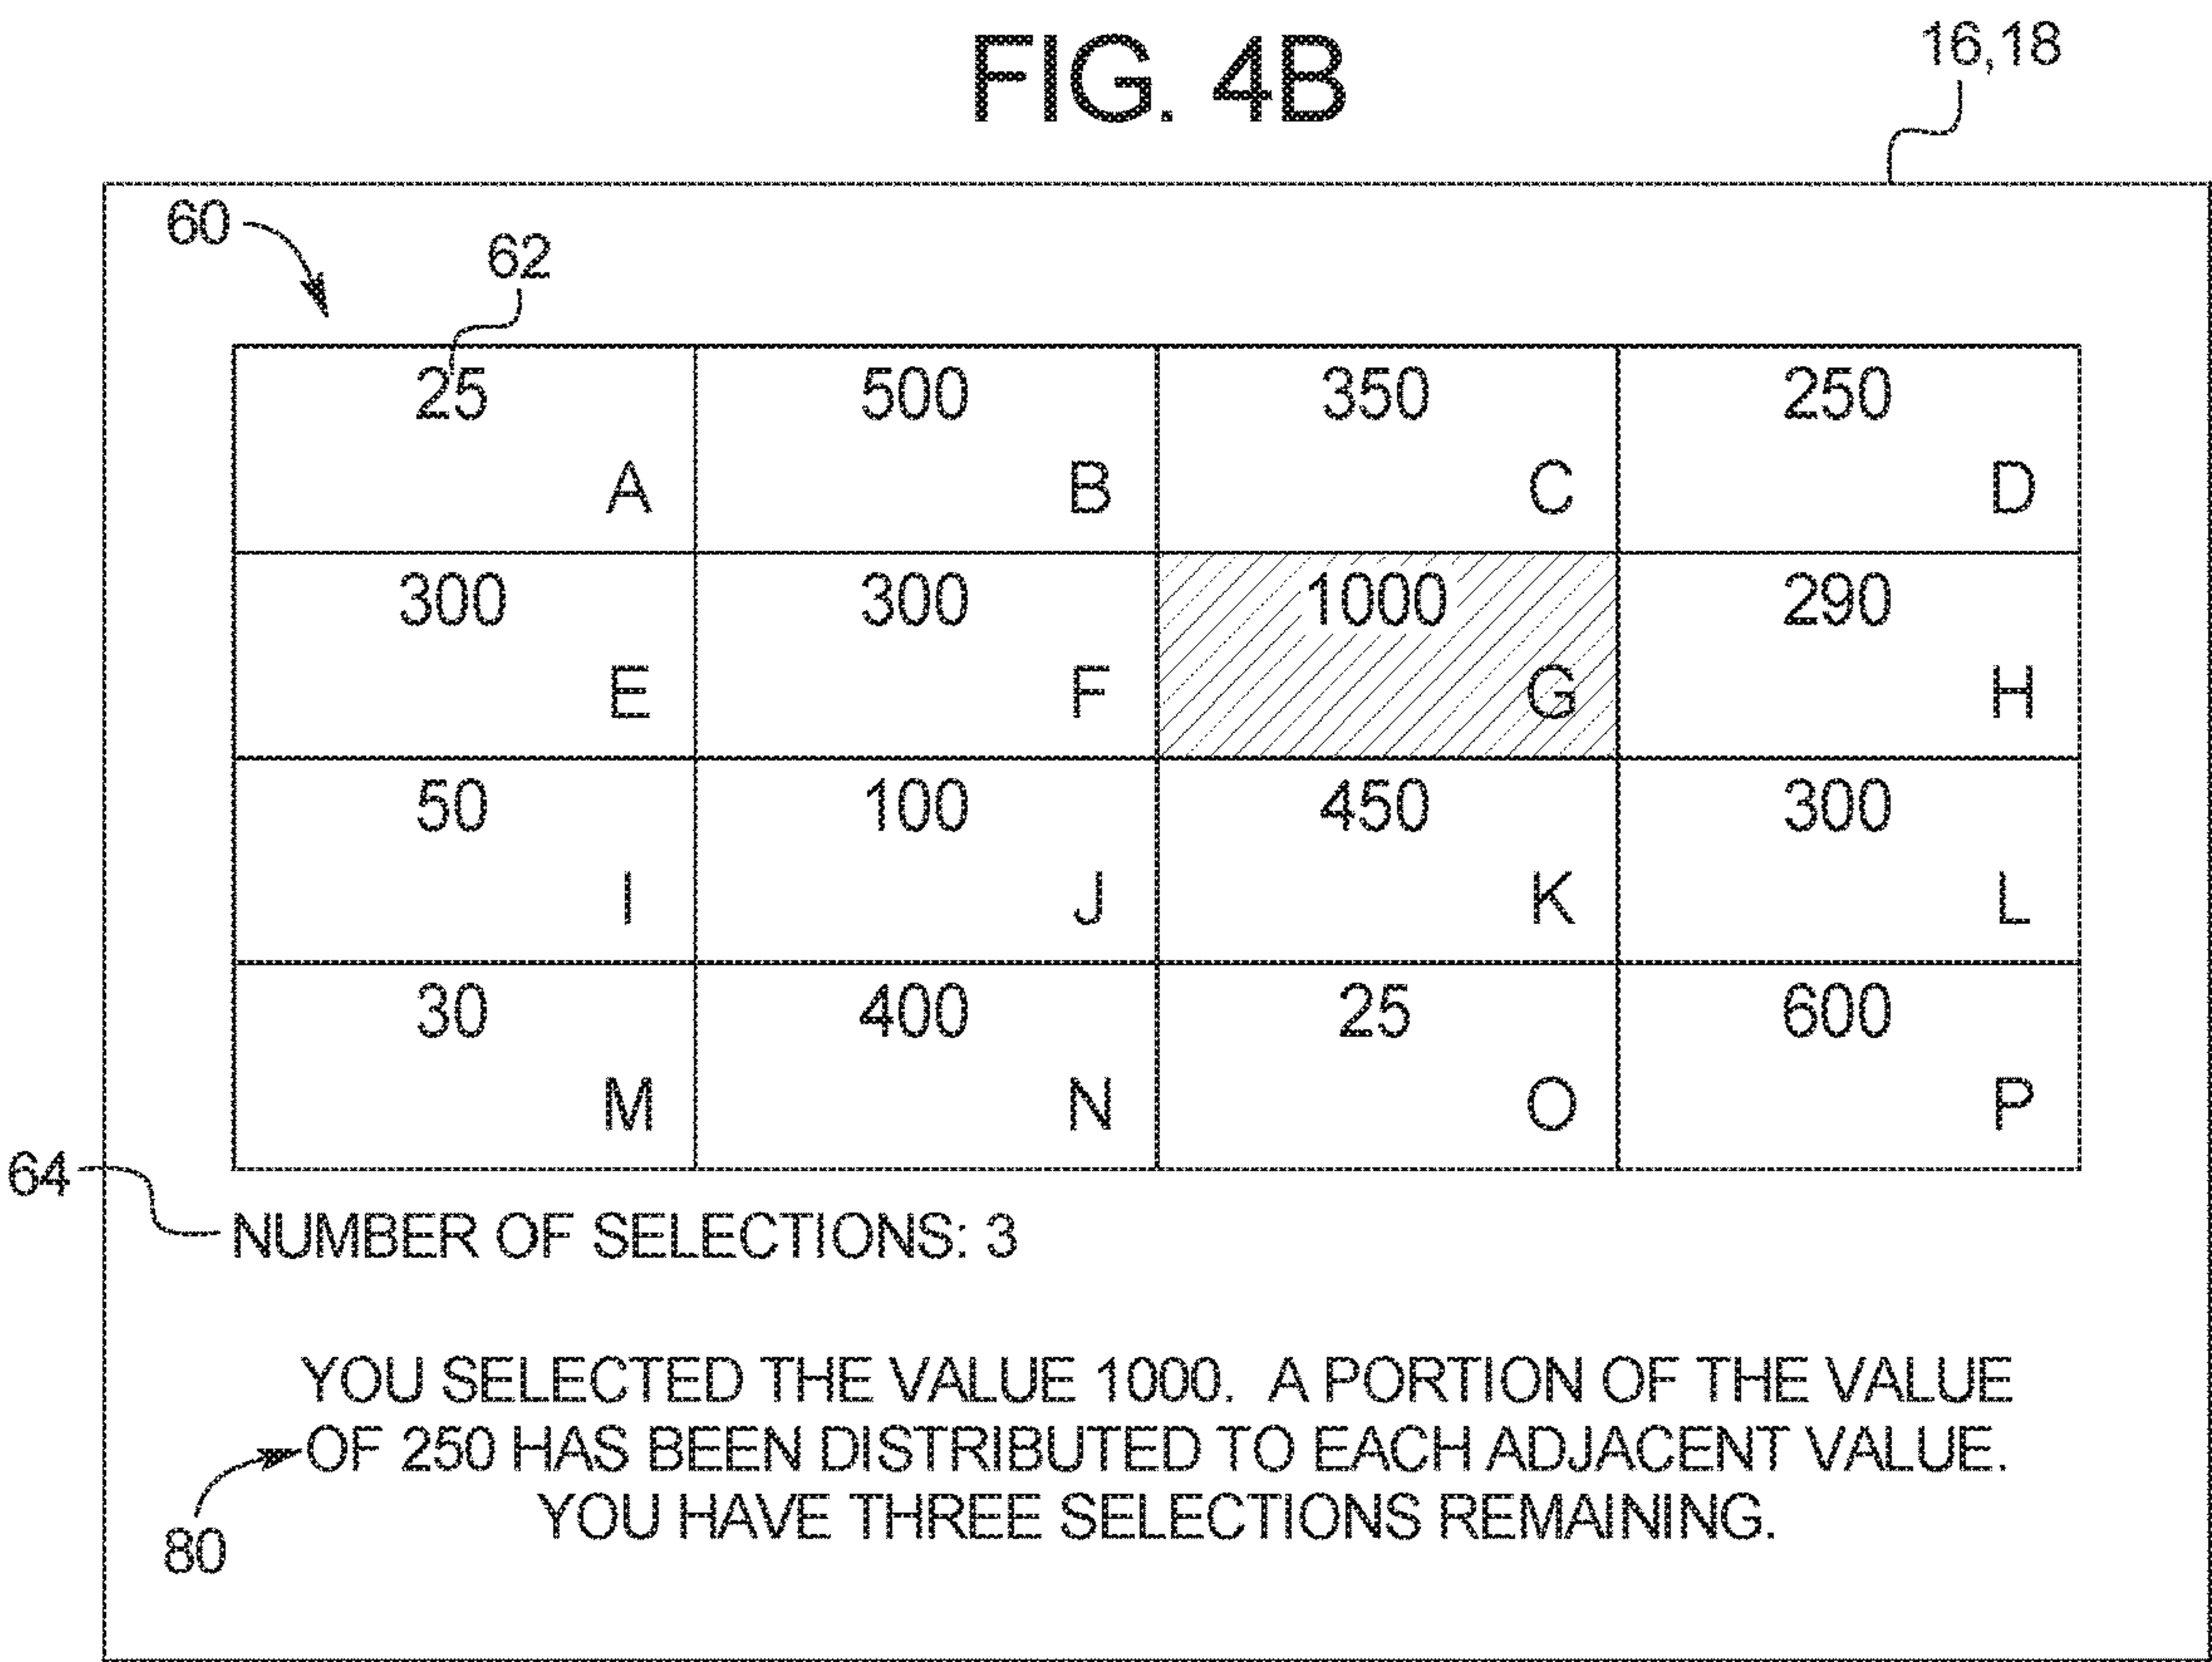 FIG. 4B
16,18
60
62
25 500 350 250
A B C D
300 300 1000 290
E F G H
50 100 450 300
I J K L
30 400 25 600
M N O P
64
NUMBER OF SELECTIONS: 3
YOU SELECTED THE VALUE 1000. A PORTION OF THE VALUE
OF 250 HAS BEEN DISTRIBUTED TO EACH ADJACENT VALUE.
YOU HAVE THREE SELECTIONS REMAINING.
80